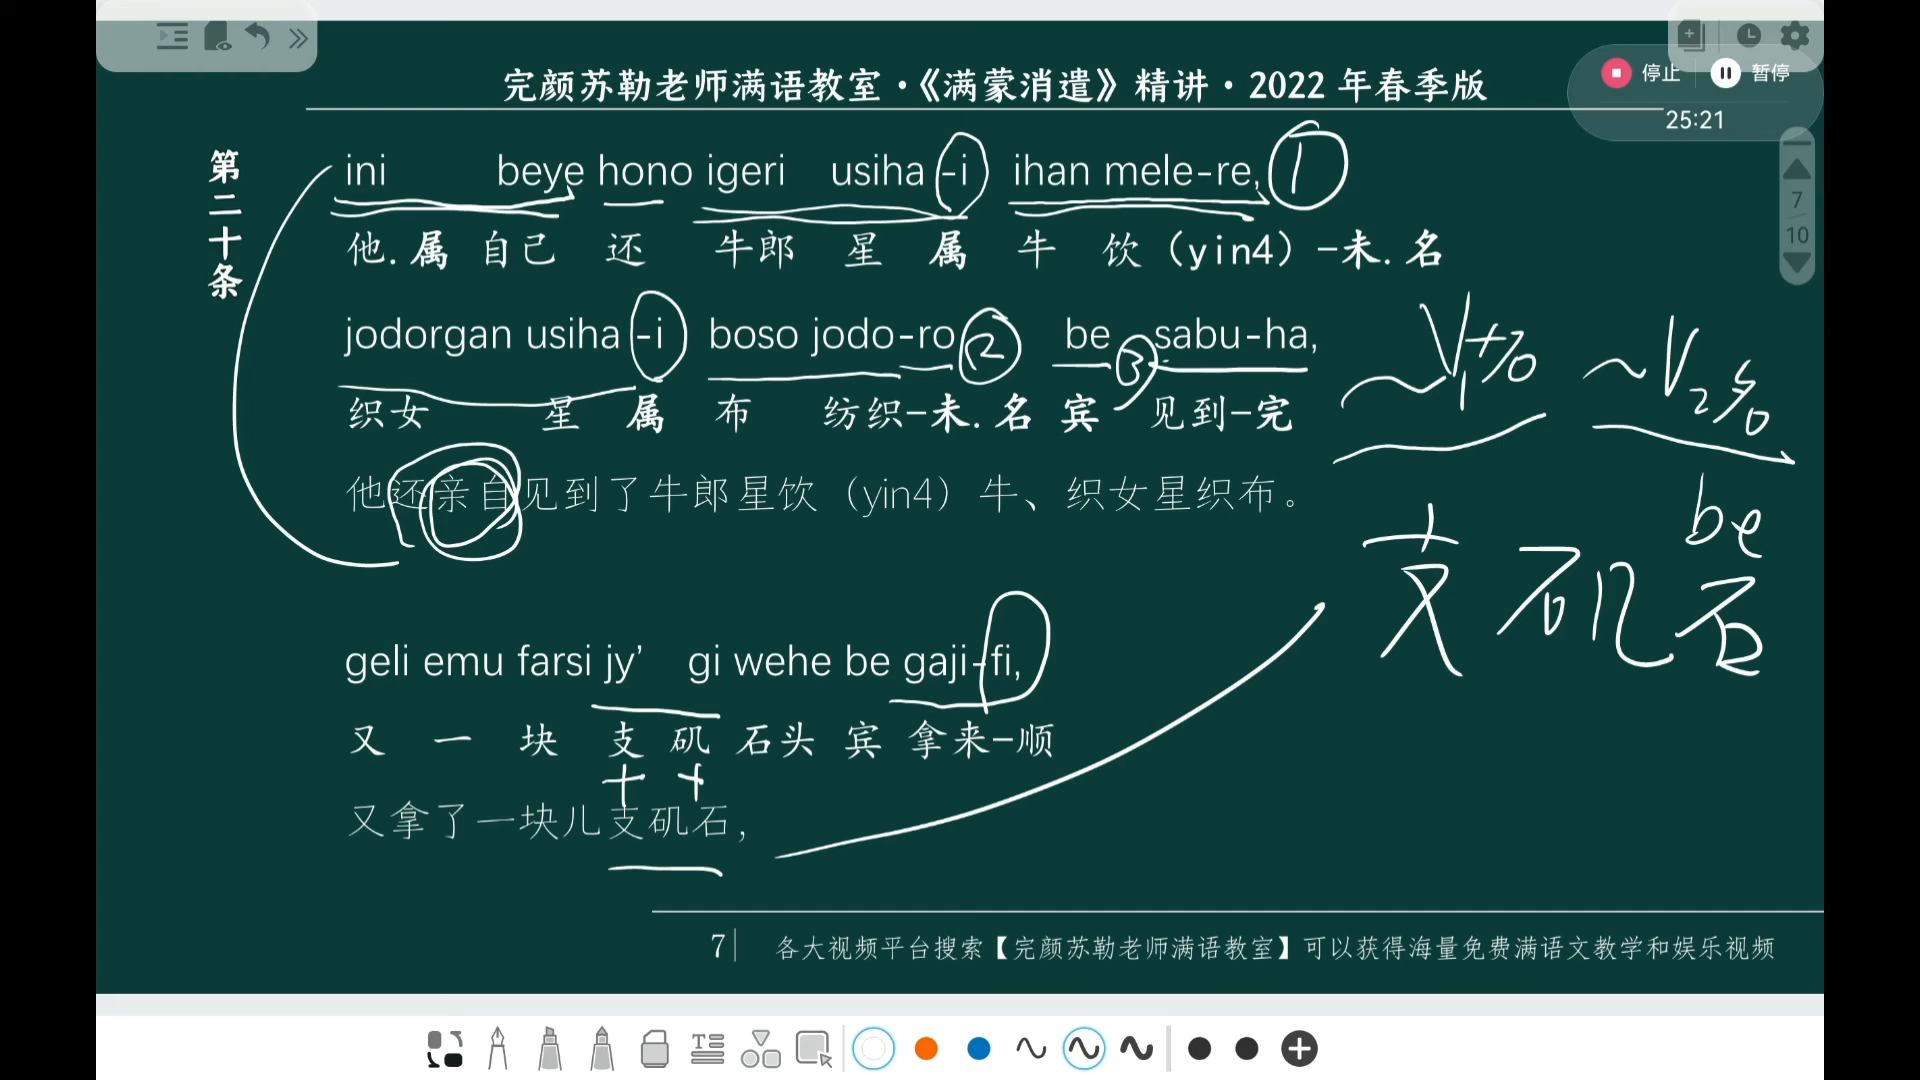 停止 暂停
25:21
完颜苏勒老师满语教室·《满蒙消遣》精讲·2022 年春季版
第二十条
ini beye hono igeri usiha -i ihan mele-re, 1
他.属 自己 还 牛郎 星 属 牛 饮（yin4）-未.名
jodorgan usiha -i boso jodo-ro 2 be 3 sabu-ha,
织女 星 属 布 纺织-未.名 宾 见到-完
他还亲自见到了牛郎星饮（yin4）牛、织女星织布。
be
geli emu farsi jy' gi wehe be gaji-fi,
支矶石
又 一 块 支 矶 石头 宾 拿来-顺
又拿了一块儿支矶石，
7
10
7 各大视频平台搜索【完颜苏勒老师满语教室】可以获得海量免费满语文教学和娱乐视频